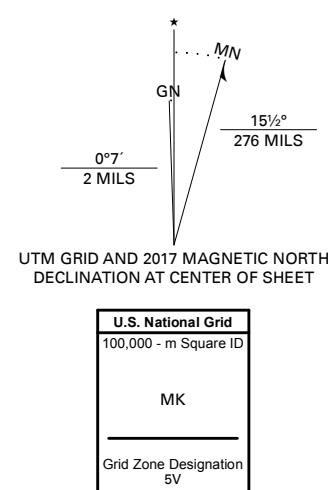 ★
MN
GN
15½°
276 MILS
0°7´
2 MILS
UTM GRID AND 2017 MAGNETIC NORTH
DECLINATION AT CENTER OF SHEET
U.S. National Grid
100,000 - m Square ID
MK
Grid Zone Designation
5V